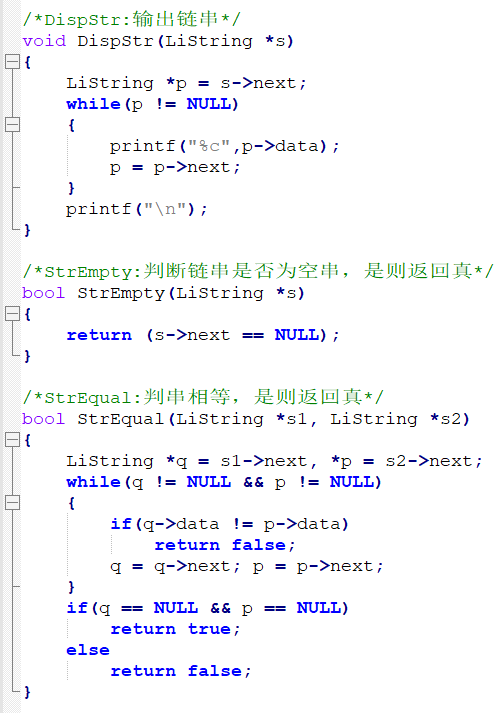 /*DispStr:输出链串*/
void DispStr(LiString *s)
{
    LiString *p = s->next;
    while(p != NULL)
    {
        printf("%c",p->data);
        p = p->next;
    }
    printf("\n");
}

/*StrEmpty:判断链串是否为空串，是则返回真*/
bool StrEmpty(LiString *s)
{
    return (s->next == NULL);
}

/*StrEqual:判串相等，是则返回真*/
bool StrEqual(LiString *s1, LiString *s2)
{
    LiString *q = s1->next, *p = s2->next;
    while(q != NULL && p != NULL)
    {
        if(q->data != p->data)
            return false;
        q = q->next; p = p->next;
    }
    if(q == NULL && p == NULL)
        return true;
    else
        return false;
}